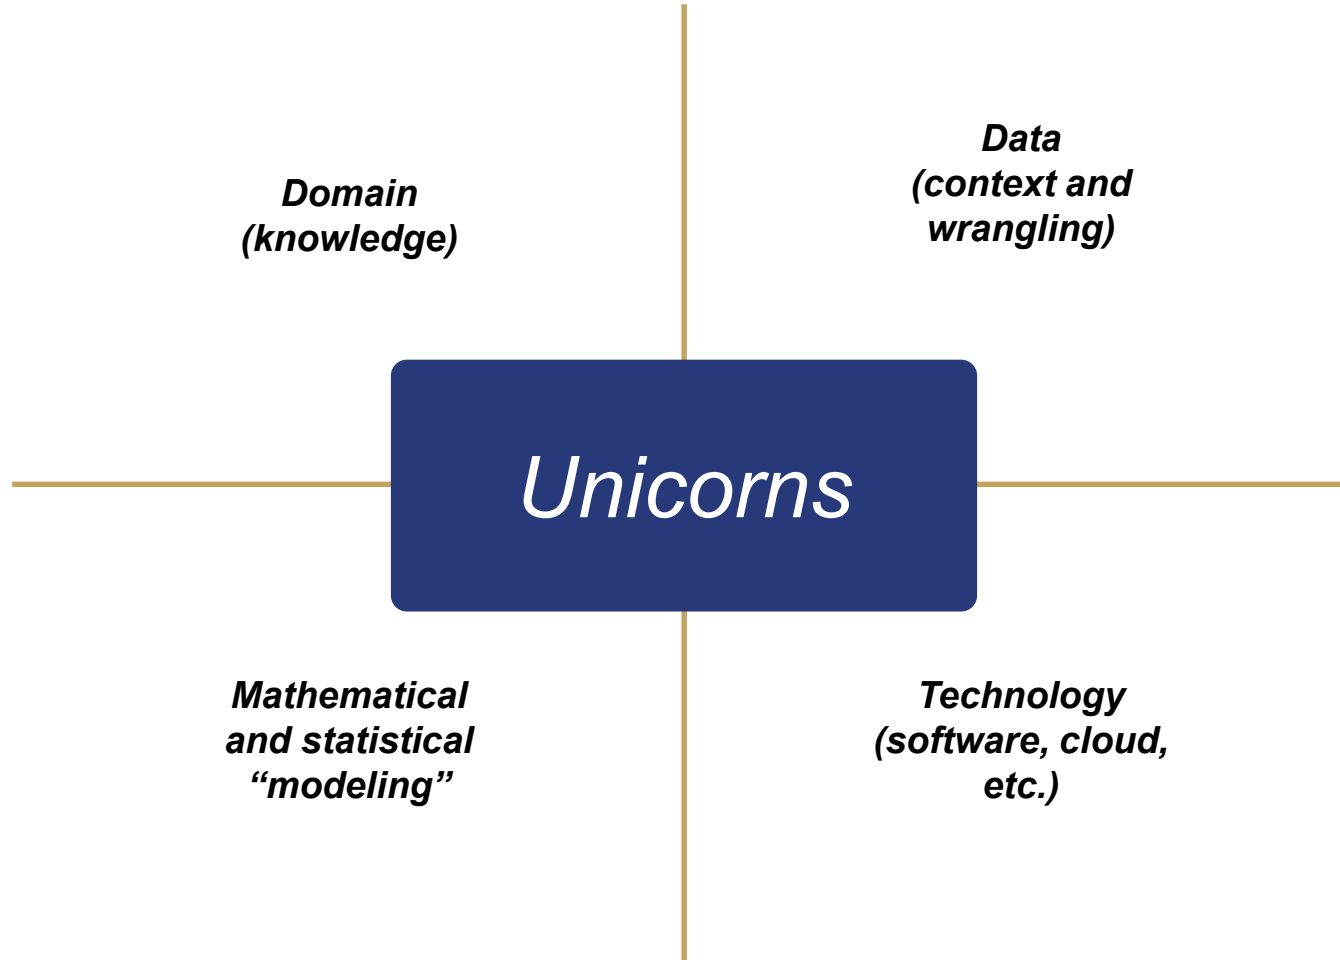 Domain
(knowledge)
Data
(context and
wrangling)
Unicorns
Mathematical
and statistical
“modeling”
Technology
(software, cloud,
etc.)